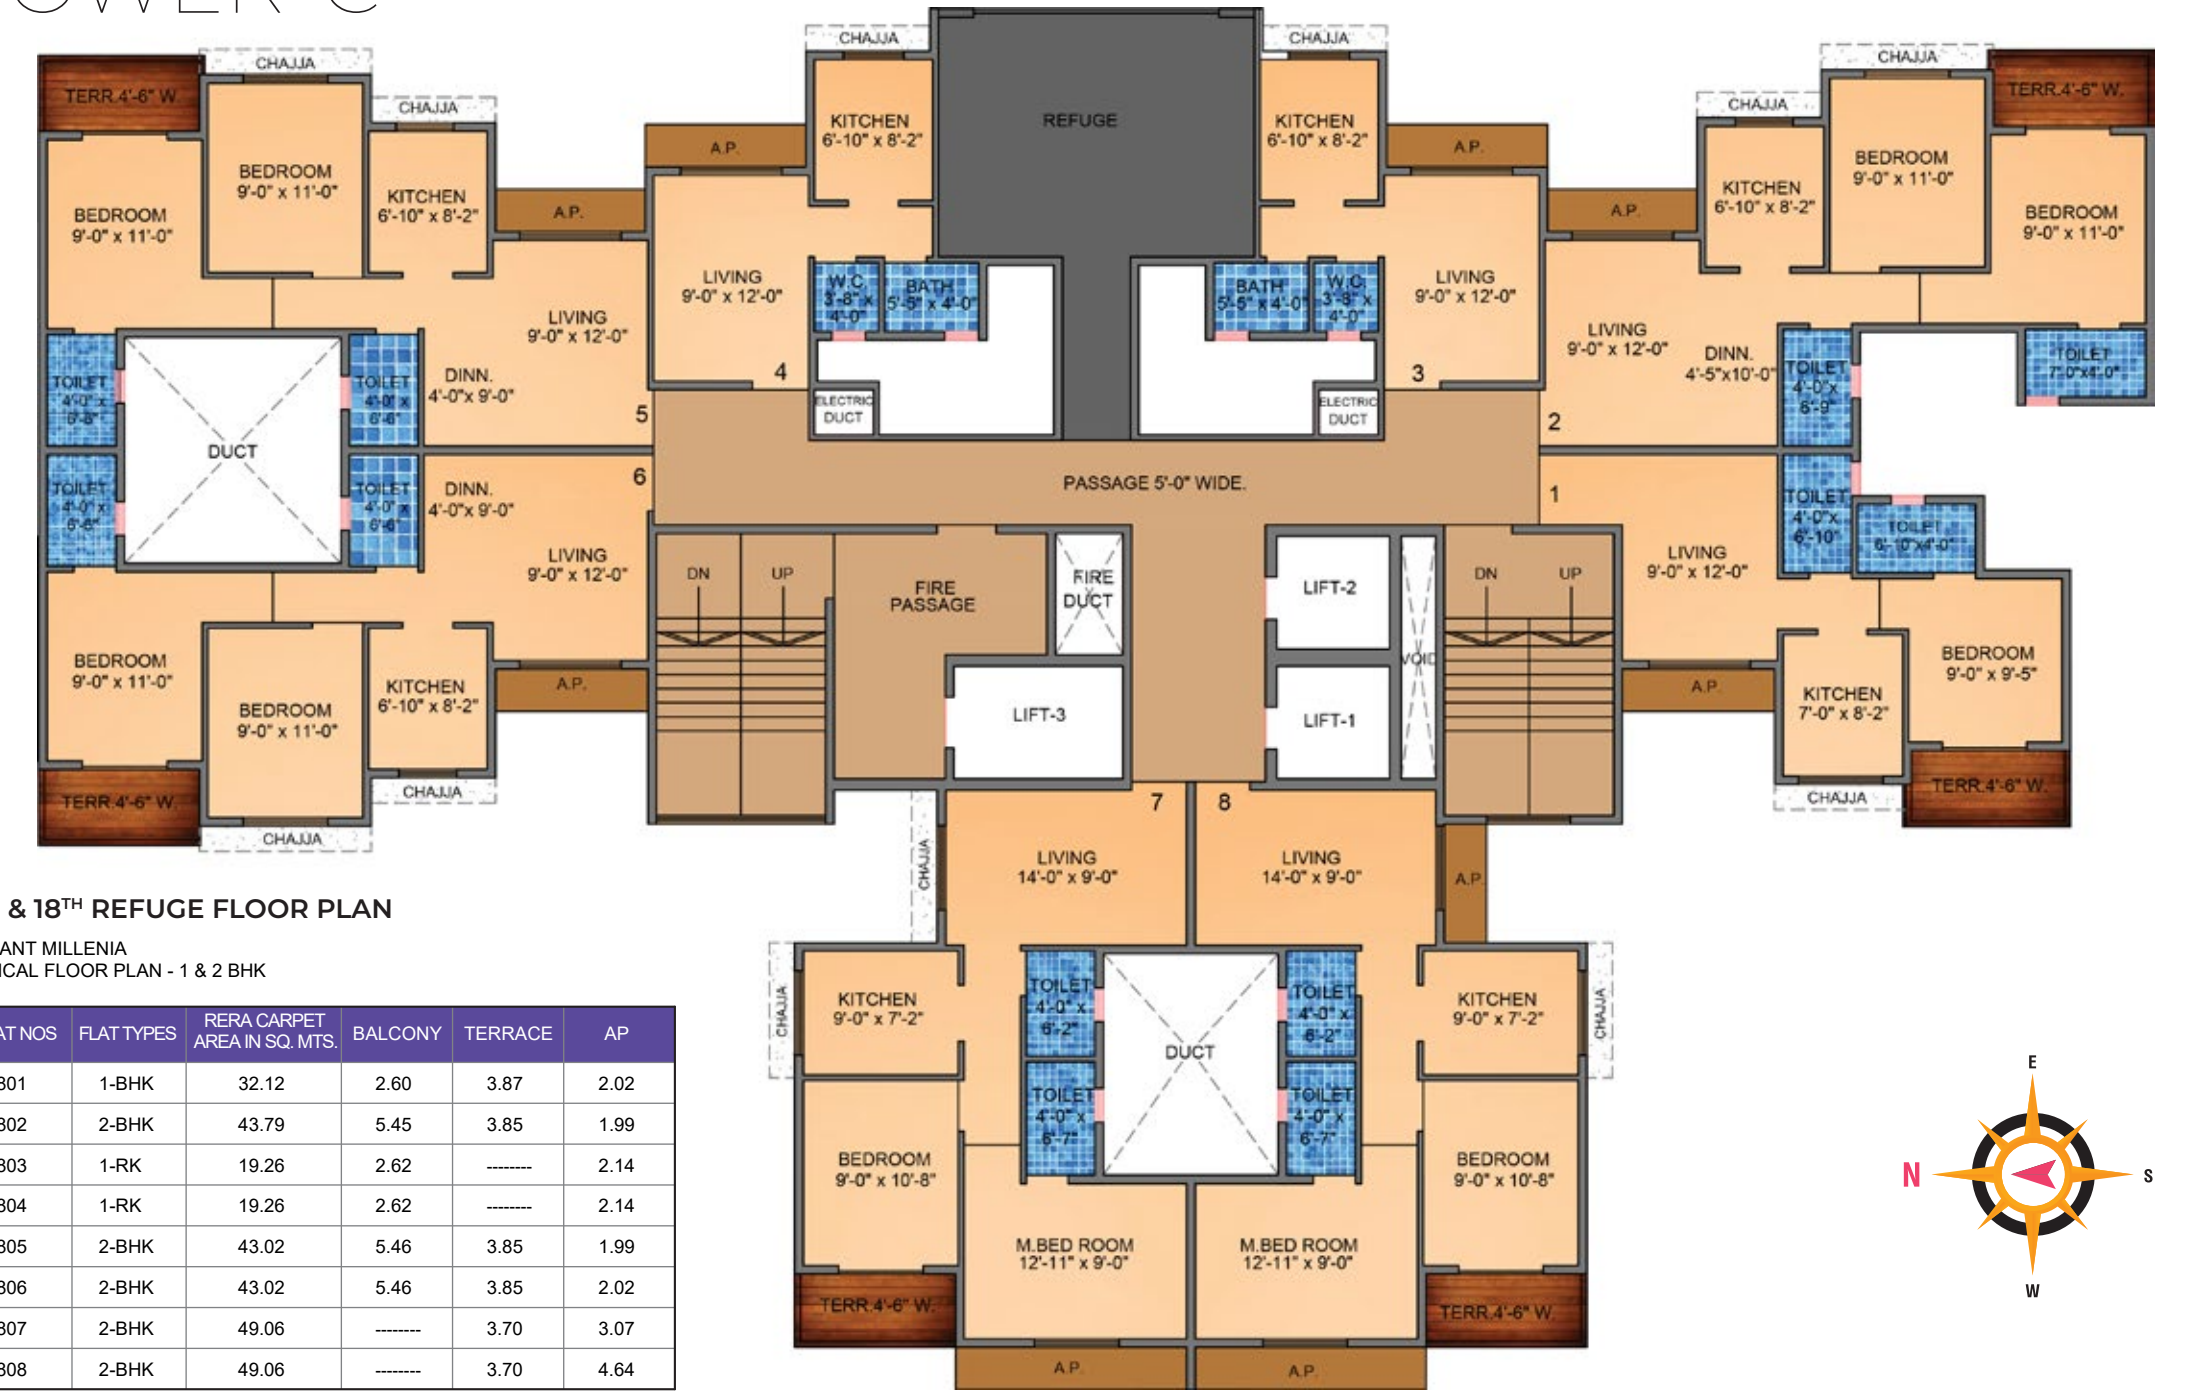 CHAJJA
TERR.4'-6" W.
BEDROOM
9'-0" x 11'-0"
BEDROOM
9'-0" x 11'-0"
CHAJJA
KITCHEN
6'-10" x 8'-2"
A.P.
LIVING
9'-0" x 12'-0"
DINN.
4'-0"x 9'-0"
5
TOILET
4'-0" x
6'-6"
TOILET
4'-0" x
6'-6"
DUCT
TOILET
4'-0" x
6'-6"
TOILET
4'-0" x
6'-6"
6
DINN.
4'-0"x 9'-0"
LIVING
9'-0" x 12'-0"
BEDROOM
9'-0" x 11'-0"
BEDROOM
9'-0" x 11'-0"
KITCHEN
6'-10" x 8'-2"
A.P.
TERR.4'-6" W.
CHAJJA
CHAJJA
CHAJJA
KITCHEN
6'-10" x 8'-2"
A.P.
LIVING
9'-0" x 12'-0"
W.C.
3'-8" x
4'-0"
BATH
5'-5" x 4'-0"
4
ELECTRIC
DUCT
REFUGE
CHAJJA
KITCHEN
6'-10" x 8'-2"
A.P.
BATH
5'-5" x 4'-0"
W.C.
3'-8" x
4'-0"
LIVING
9'-0" x 12'-0"
3
ELECTRIC
DUCT
CHAJJA
TERR.4'-6" W.
CHAJJA
BEDROOM
9'-0" x 11'-0"
KITCHEN
6'-10" x 8'-2"
BEDROOM
9'-0" x 11'-0"
A.P.
LIVING
9'-0" x 12'-0"
DINN.
4'-5"x10'-0"
TOILET
4'-0"x
6'-9"
TOILET
7'-0"x4'-0"
2
1
TOILET
4'-0"x
6'-10"
TOILET
6'-10"x4'-0"
LIVING
9'-0" x 12'-0"
BEDROOM
9'-0" x 9'-5"
KITCHEN
7'-0" x 8'-2"
A.P.
CHAJJA
TERR.4'-6" W.
PASSAGE 5'-0" WIDE.
DN
UP
FIRE
PASSAGE
FIRE
DUCT
LIFT-3
LIFT-2
LIFT-1
VOID
DN
UP
7
8
CHAJJA
LIVING
14'-0" x 9'-0"
LIVING
14'-0" x 9'-0"
A.P.
CHAJJA
KITCHEN
9'-0" x 7'-2"
TOILET
4'-0" x
6'-2"
DUCT
TOILET
4'-0" x
6'-2"
KITCHEN
9'-0" x 7'-2"
CHAJJA
TOILET
4'-0" x
6'-7"
TOILET
4'-0" x
6'-7"
BEDROOM
9'-0" x 10'-8"
BEDROOM
9'-0" x 10'-8"
M.BED ROOM
12'-11" x 9'-0"
M.BED ROOM
12'-11" x 9'-0"
TERR.4'-6" W.
TERR.4'-6" W.
A.P.
A.P.
& 18TH REFUGE FLOOR PLAN
ANT MILLENIA
ICAL FLOOR PLAN - 1 & 2 BHK
AT NOS FLAT TYPES RERA CARPET AREA IN SQ. MTS. BALCONY TERRACE AP
801 1-BHK 32.12 2.60 3.87 2.02
802 2-BHK 43.79 5.45 3.85 1.99
803 1-RK 19.26 2.62 -------- 2.14
804 1-RK 19.26 2.62 -------- 2.14
805 2-BHK 43.02 5.46 3.85 1.99
806 2-BHK 43.02 5.46 3.85 2.02
807 2-BHK 49.06 -------- 3.70 3.07
808 2-BHK 49.06 -------- 3.70 4.64
E
N
S
W